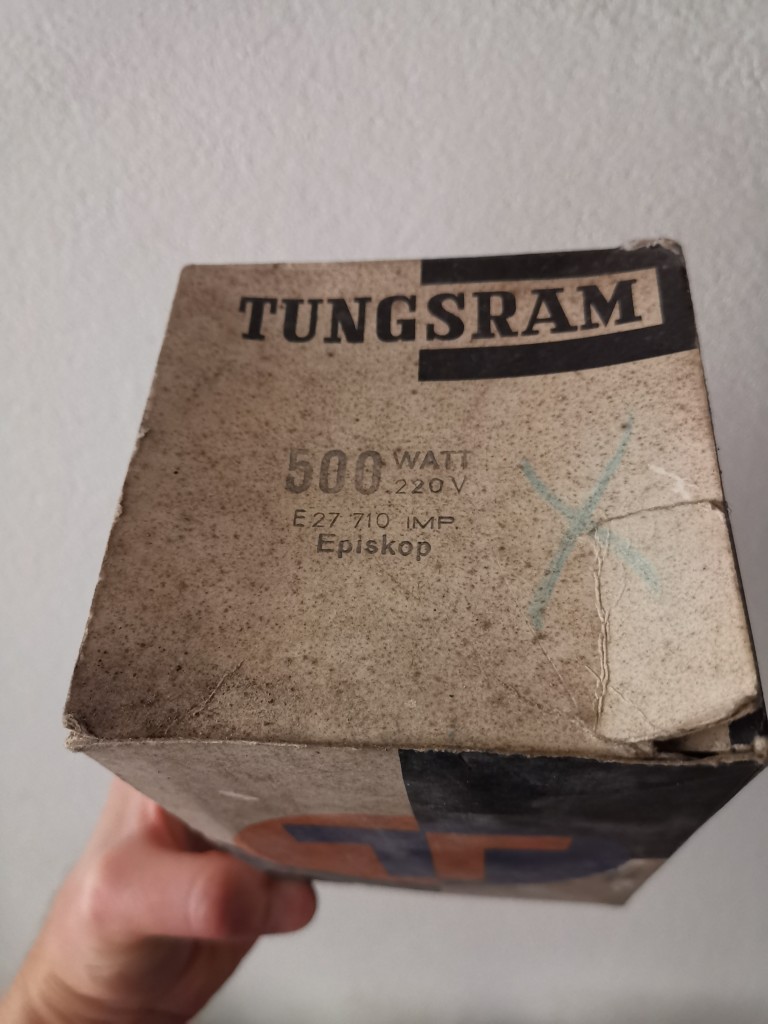 TUNGSRAM
500 WATT
220 V
E 27 710 IMP.
Episkop